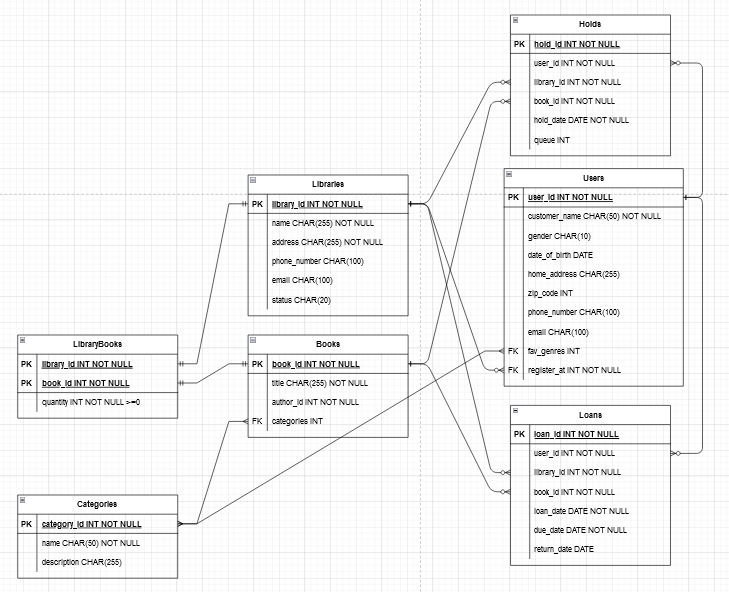 Holds
PK hold_id INT NOT NULL
user_id INT NOT NULL
library_id INT NOT NULL
book_id INT NOT NULL
hold_date DATE NOT NULL
queue INT
Users
PK user_id INT NOT NULL
customer_name CHAR(50) NOT NULL
gender CHAR(10)
date_of_birth DATE
home_address CHAR(255)
zip_code INT
phone_number CHAR(100)
email CHAR(100)
FK fav_genres INT
FK register_at INT NOT NULL
Libraries
PK library_id INT NOT NULL
name CHAR(255) NOT NULL
address CHAR(255) NOT NULL
phone_number CHAR(100)
email CHAR(100)
status CHAR(20)
LibraryBooks
PK library_id INT NOT NULL
PK book_id INT NOT NULL
quantity INT NOT NULL >=0
Books
PK book_id INT NOT NULL
title CHAR(255) NOT NULL
author_id INT NOT NULL
FK categories INT
Loans
PK loan_id INT NOT NULL
user_id INT NOT NULL
library_id INT NOT NULL
book_id INT NOT NULL
loan_date DATE NOT NULL
due_date DATE NOT NULL
return_date DATE
Categories
PK category_id INT NOT NULL
name CHAR(50) NOT NULL
description CHAR(255)